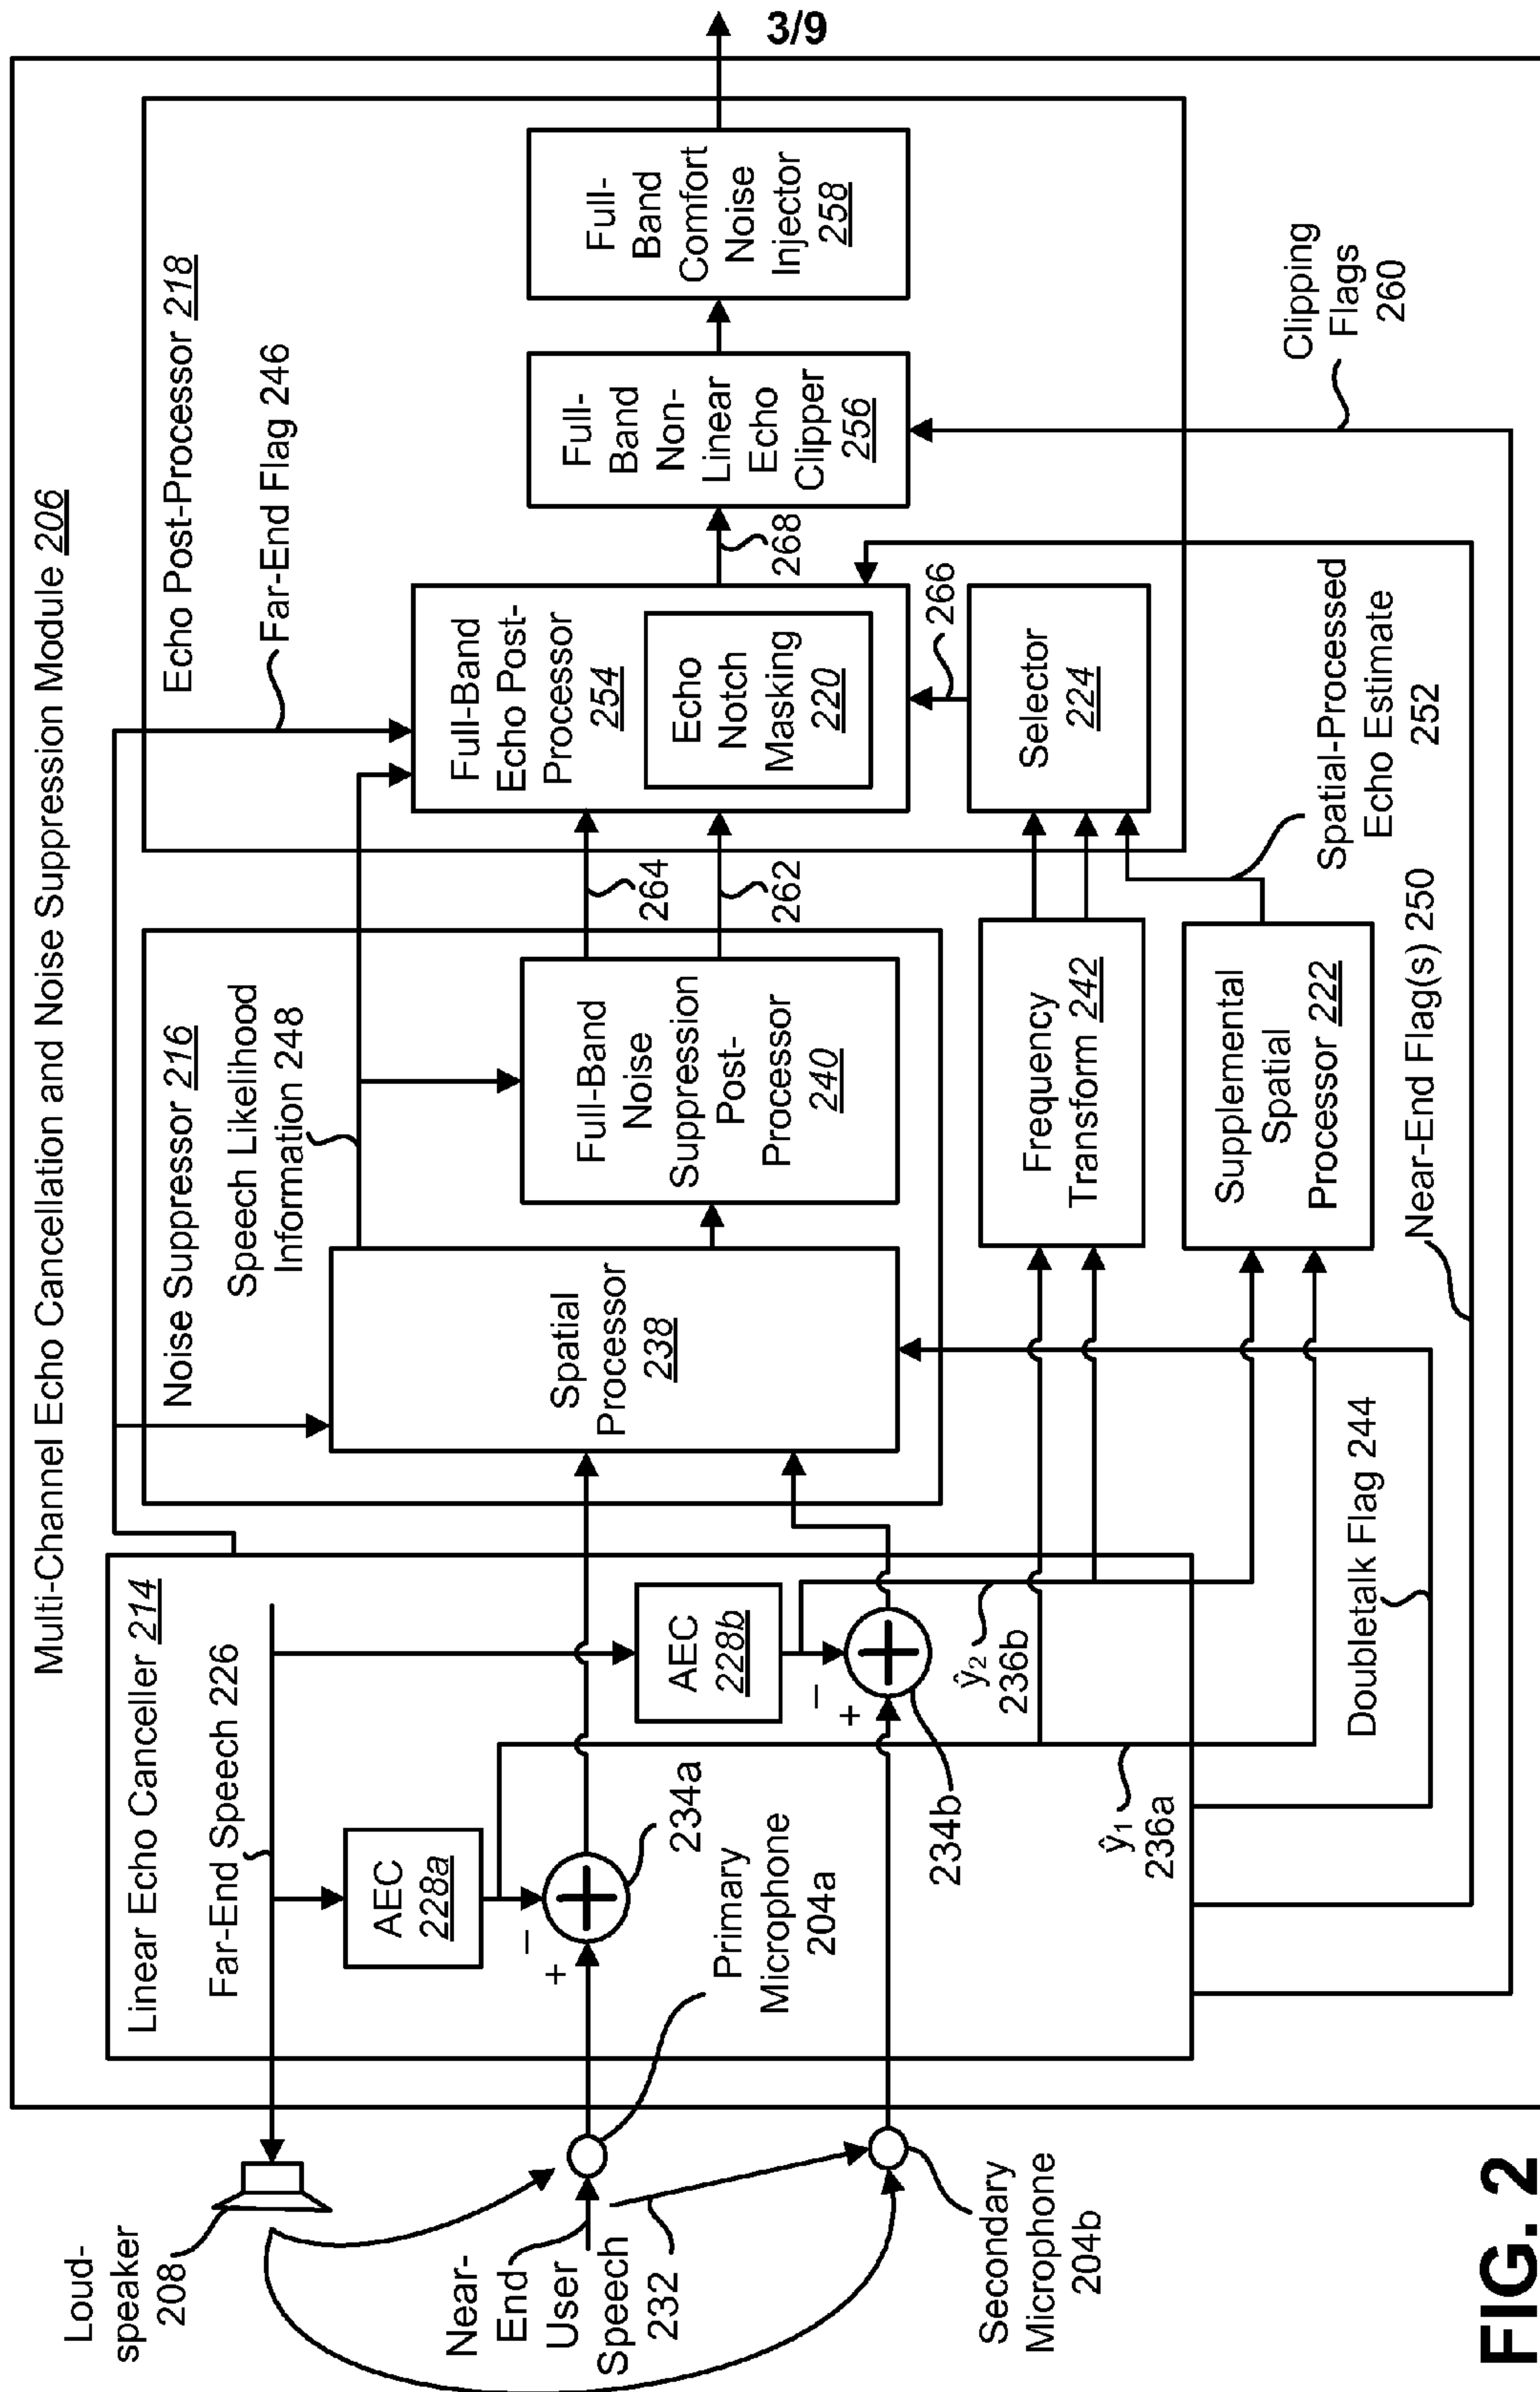 3/9
Multi-Channel Echo Cancellation and Noise Suppression Module 206
Linear Echo Canceller 214
Far-End Speech 226
AEC
228a
AEC
228b
−
+
234a
−
+
234b
ŷ2
236b
ŷ1
236a
Primary
Microphone
204a
Secondary
Microphone
204b
Loud-
speaker
208
Near-
End
User
Speech
232
Noise Suppressor 216
Speech Likelihood
Information 248
Spatial
Processor
238
Full-Band
Noise
Suppression
Post-
Processor
240
264
262
Frequency
Transform 242
Supplemental
Spatial
Processor 222
Doubletalk Flag 244
Near-End Flag(s) 250
Spatial-Processed
Echo Estimate
252
Echo Post-Processor 218
Far-End Flag 246
Full-Band
Echo Post-
Processor
254
Echo
Notch
Masking
220
266
Selector
224
268
Full-
Band
Non-
Linear
Echo
Clipper
256
Full-
Band
Comfort
Noise
Injector
258
Clipping
Flags
260
FIG. 2